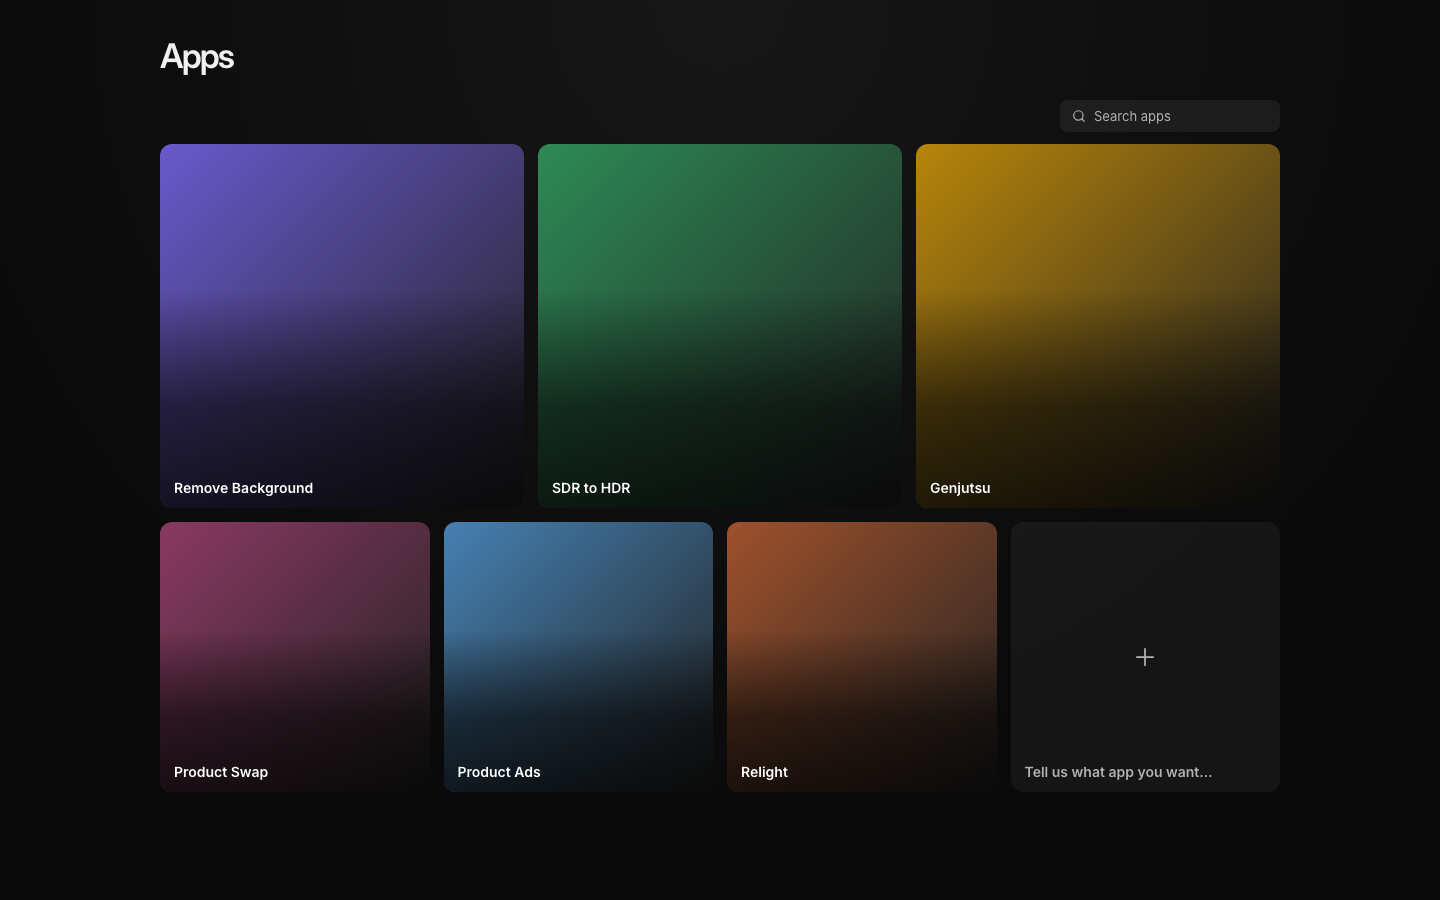 Apps
Search apps
Remove Background
SDR to HDR
Genjutsu
Product Swap
Product Ads
Relight
Tell us what app you want...